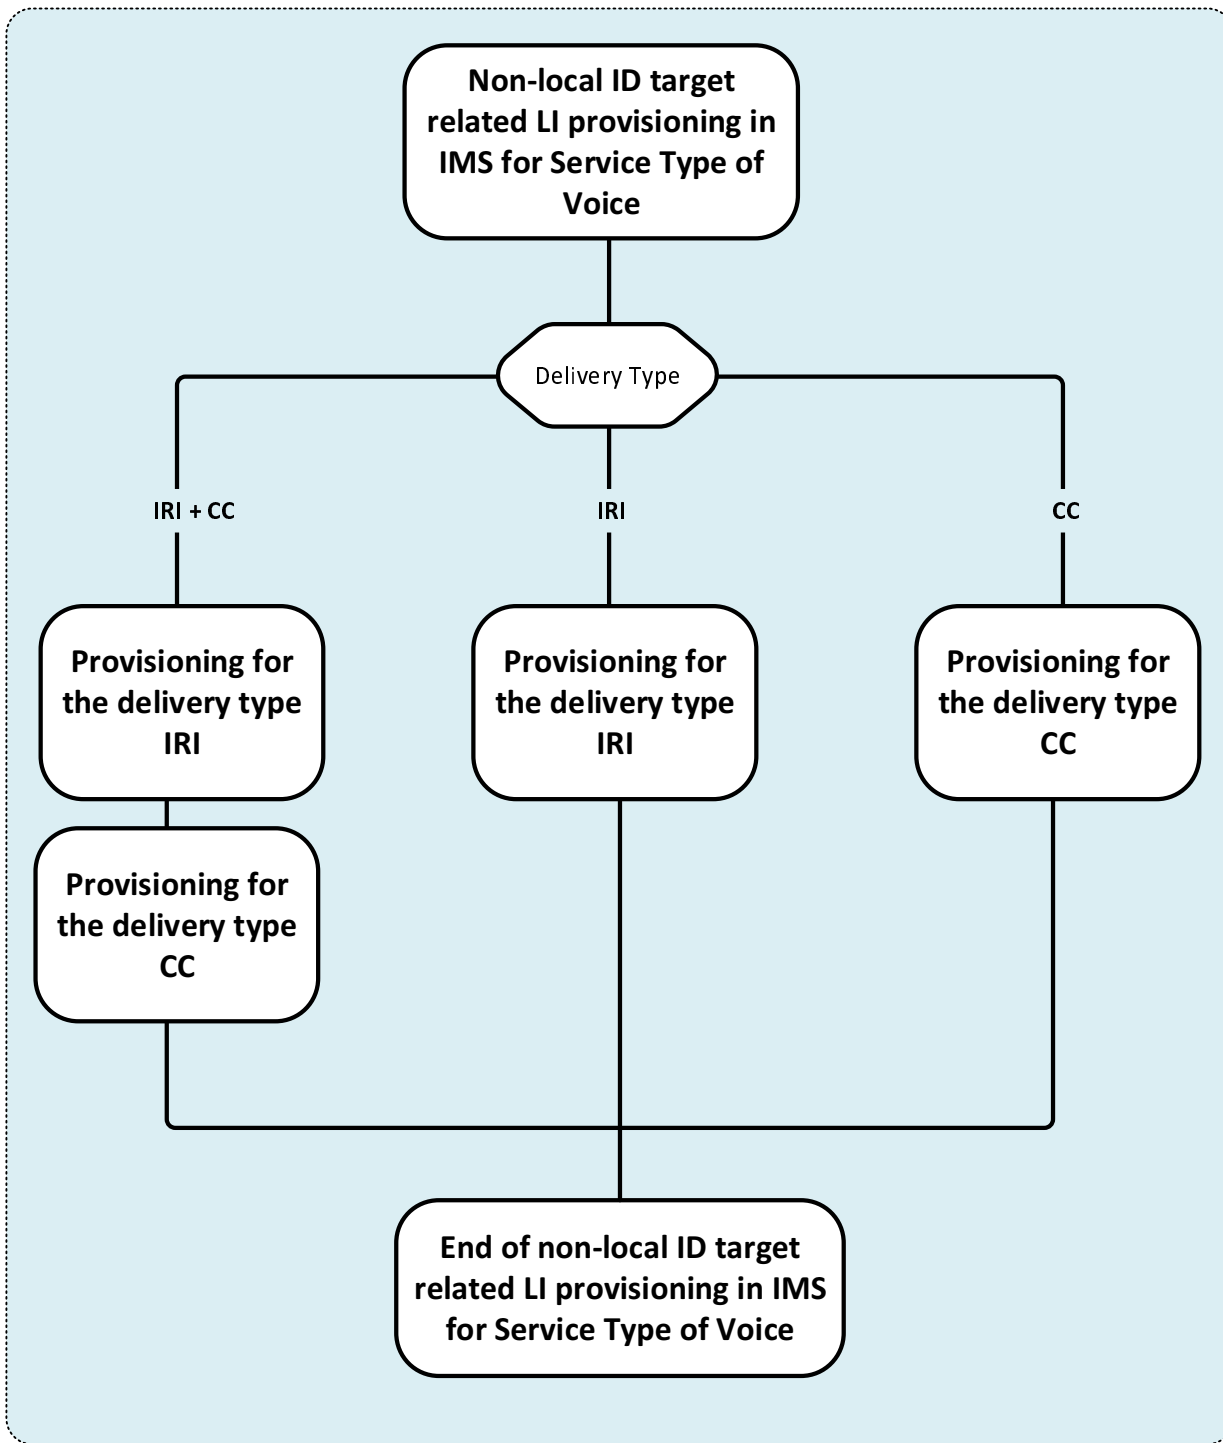 Non-local ID target
related LI provisioning in
IMS for Service Type of
Voice
Delivery Type
IRI + CC
IRI
CC
Provisioning for
the delivery type
IRI
Provisioning for
the delivery type
IRI
Provisioning for
the delivery type
CC
Provisioning for
the delivery type
CC
End of non-local ID target
related LI provisioning in IMS
for Service Type of Voice